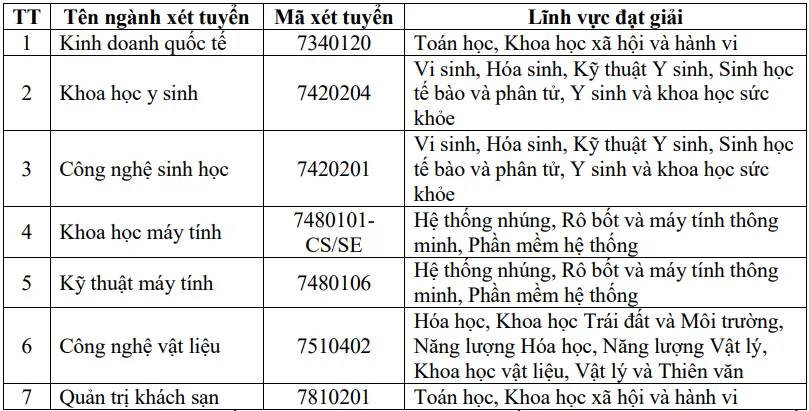 TT Tên ngành xét tuyển Mã xét tuyển Lĩnh vực đạt giải
1 Kinh doanh quốc tế 7340120 Toán học, Khoa học xã hội và hành vi
2 Khoa học y sinh 7420204 Vi sinh, Hóa sinh, Kỹ thuật Y sinh, Sinh học
tế bào và phân tử, Y sinh và khoa học sức
khỏe
3 Công nghệ sinh học 7420201 Vi sinh, Hóa sinh, Kỹ thuật Y sinh, Sinh học
tế bào và phân tử, Y sinh và khoa học sức
khỏe
4 Khoa học máy tính 7480101-
CS/SE Hệ thống nhúng, Rô bốt và máy tính thông
minh, Phần mềm hệ thống
5 Kỹ thuật máy tính 7480106 Hệ thống nhúng, Rô bốt và máy tính thông
minh, Phần mềm hệ thống
6 Công nghệ vật liệu 7510402 Hóa học, Khoa học Trái đất và Môi trường,
Năng lượng Hóa học, Năng lượng Vật lý,
Khoa học vật liệu, Vật lý và Thiên văn
7 Quản trị khách sạn 7810201 Toán học, Khoa học xã hội và hành vi